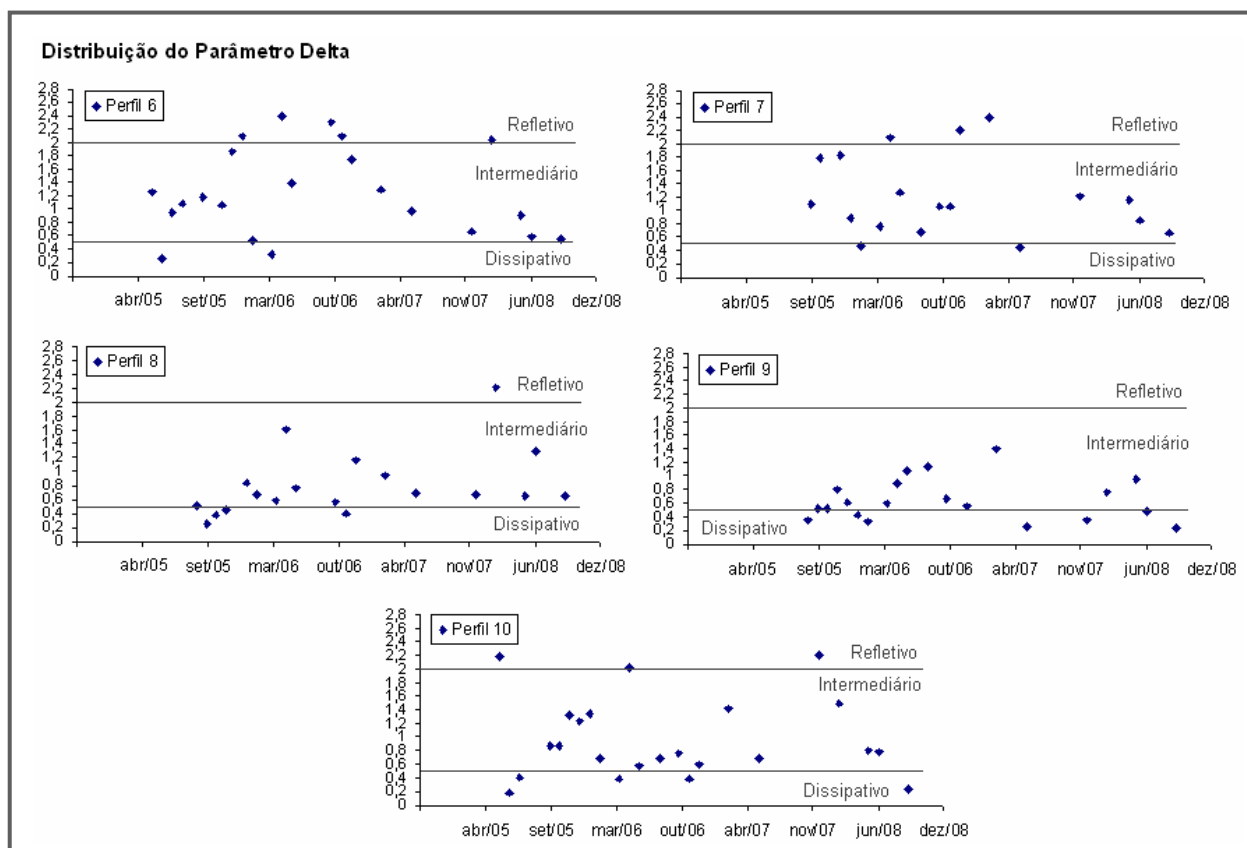 Distribuição do Parâmetro Delta
2,8
2,6
2,4
2,2
2
1,8
1,6
1,4
1,2
1
0,8
0,6
0,4
0,2
0
Perfil 6
Refletivo
Intermediário
Dissipativo
abr/05 set/05 mar/06 out/06 abr/07 nov/07 jun/08 dez/08
2,8
2,6
2,4
2,2
2
1,8
1,6
1,4
1,2
1
0,8
0,6
0,4
0,2
0
Perfil 7
Refletivo
Intermediário
Dissipativo
abr/05 set/05 mar/06 out/06 abr/07 nov/07 jun/08 dez/08
2,8
2,6
2,4
2,2
2
1,8
1,6
1,4
1,2
1
0,8
0,6
0,4
0,2
0
Perfil 8
Refletivo
Intermediário
Dissipativo
abr/05 set/05 mar/06 out/06 abr/07 nov/07 jun/08 dez/08
2,8
2,6
2,4
2,2
2
1,8
1,6
1,4
1,2
1
0,8
0,6
0,4
0,2
0
Perfil 9
Refletivo
Intermediário
Dissipativo
abr/05 set/05 mar/06 out/06 abr/07 nov/07 jun/08 dez/08
2,8
2,6
2,4
2,2
2
1,8
1,6
1,4
1,2
1
0,8
0,6
0,4
0,2
0
Perfil 10
Refletivo
Intermediário
Dissipativo
abr/05 set/05 mar/06 out/06 abr/07 nov/07 jun/08 dez/08